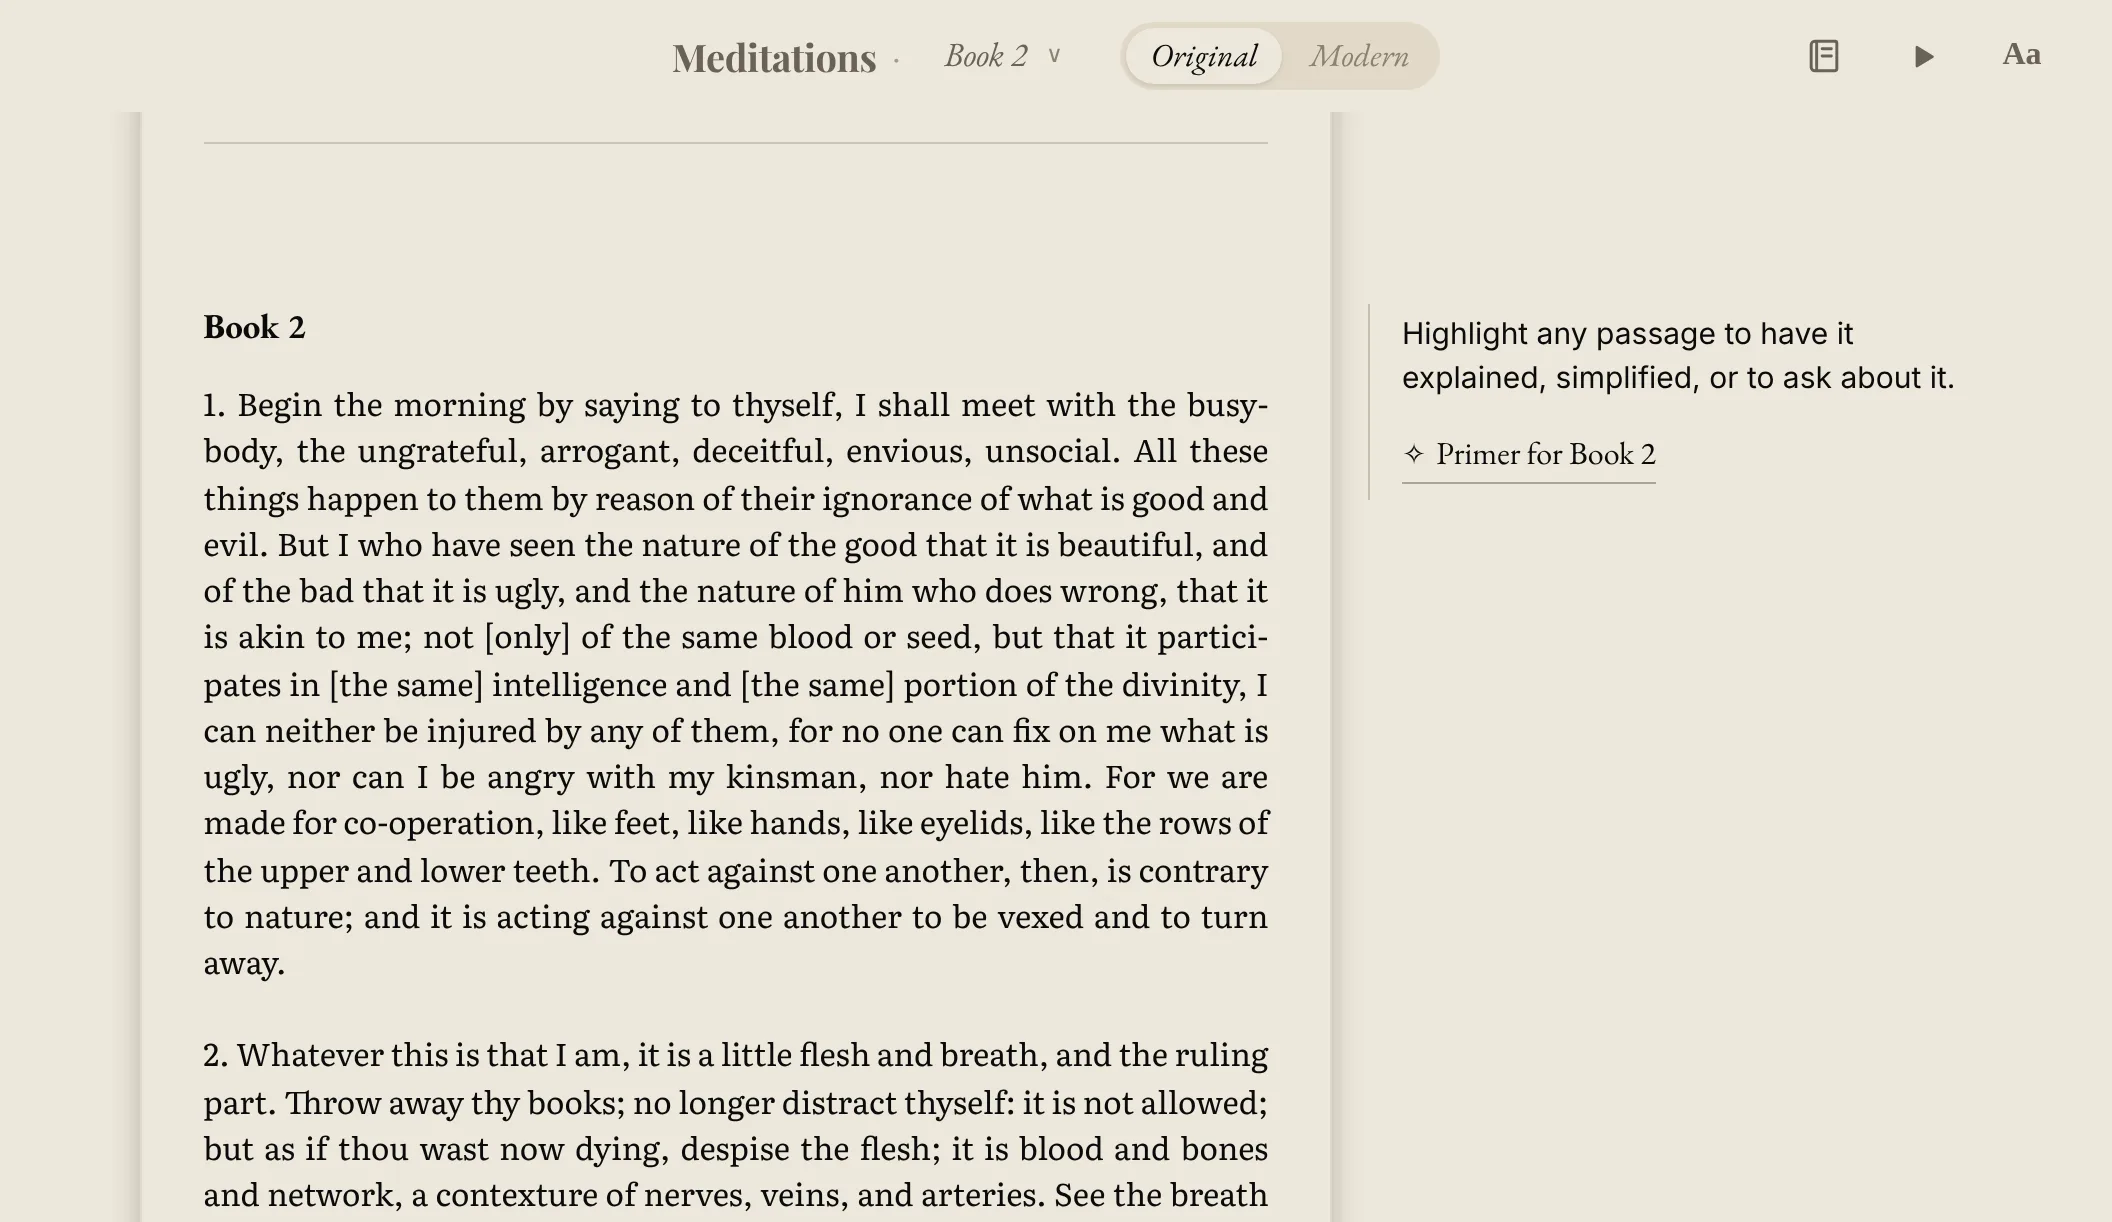 Meditations · Book 2 ∨ Original Modern Aa
Book 2
1. Begin the morning by saying to thyself, I shall meet with the busy-
body, the ungrateful, arrogant, deceitful, envious, unsocial. All these
things happen to them by reason of their ignorance of what is good and
evil. But I who have seen the nature of the good that it is beautiful, and
of the bad that it is ugly, and the nature of him who does wrong, that it
is akin to me; not [only] of the same blood or seed, but that it partici-
pates in [the same] intelligence and [the same] portion of the divinity, I
can neither be injured by any of them, for no one can fix on me what is
ugly, nor can I be angry with my kinsman, nor hate him. For we are
made for co-operation, like feet, like hands, like eyelids, like the rows of
the upper and lower teeth. To act against one another, then, is contrary
to nature; and it is acting against one another to be vexed and to turn
away.
2. Whatever this is that I am, it is a little flesh and breath, and the ruling
part. Throw away thy books; no longer distract thyself: it is not allowed;
but as if thou wast now dying, despise the flesh; it is blood and bones
and network, a contexture of nerves, veins, and arteries. See the breath
Highlight any passage to have it
explained, simplified, or to ask about it.
✧ Primer for Book 2